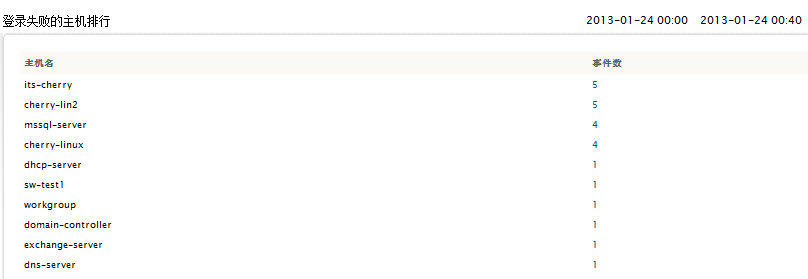 登录失败的主机排行 2013-01-24 00:00 2013-01-24 00:40
主机名 事件数
its-cherry 5
cherry-lin2 5
mssql-server 4
cherry-linux 4
dhcp-server 1
sw-test1 1
workgroup 1
domain-controller 1
exchange-server 1
dns-server 1